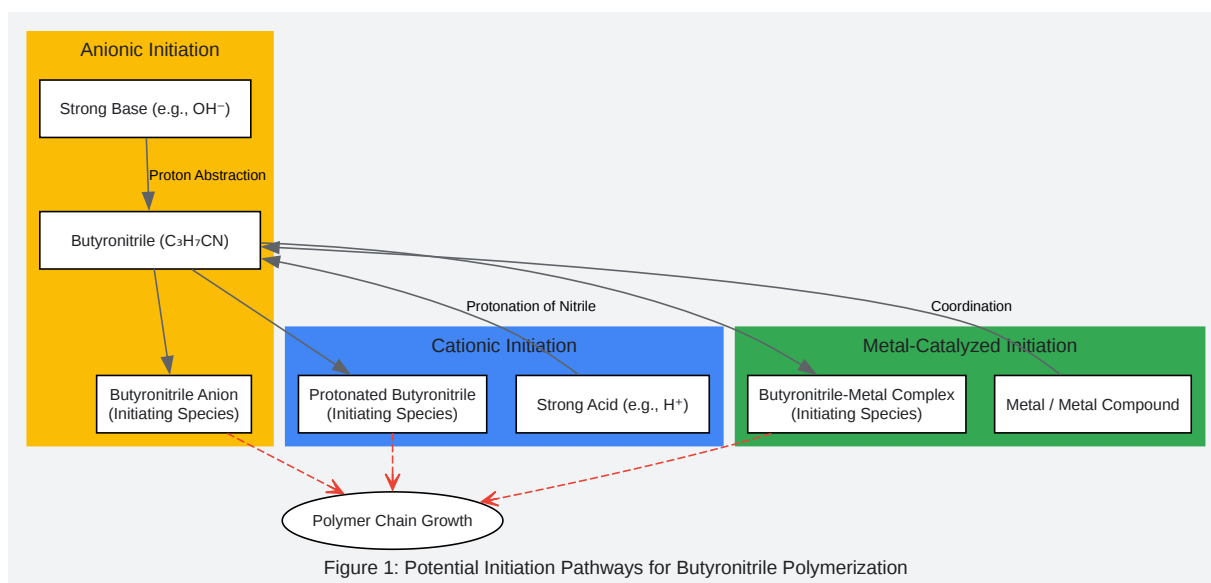 Anionic Initiation
Strong Base (e.g., OH⁻)
Proton Abstraction
Butyronitrile (C₃H₇CN)
Protonation of Nitrile
Coordination
Cationic Initiation
Metal-Catalyzed Initiation
Butyronitrile Anion
(Initiating Species)
Protonated Butyronitrile
(Initiating Species)
Strong Acid (e.g., H⁺)
Butyronitrile-Metal Complex
(Initiating Species)
Metal / Metal Compound
Polymer Chain Growth
Figure 1: Potential Initiation Pathways for Butyronitrile Polymerization